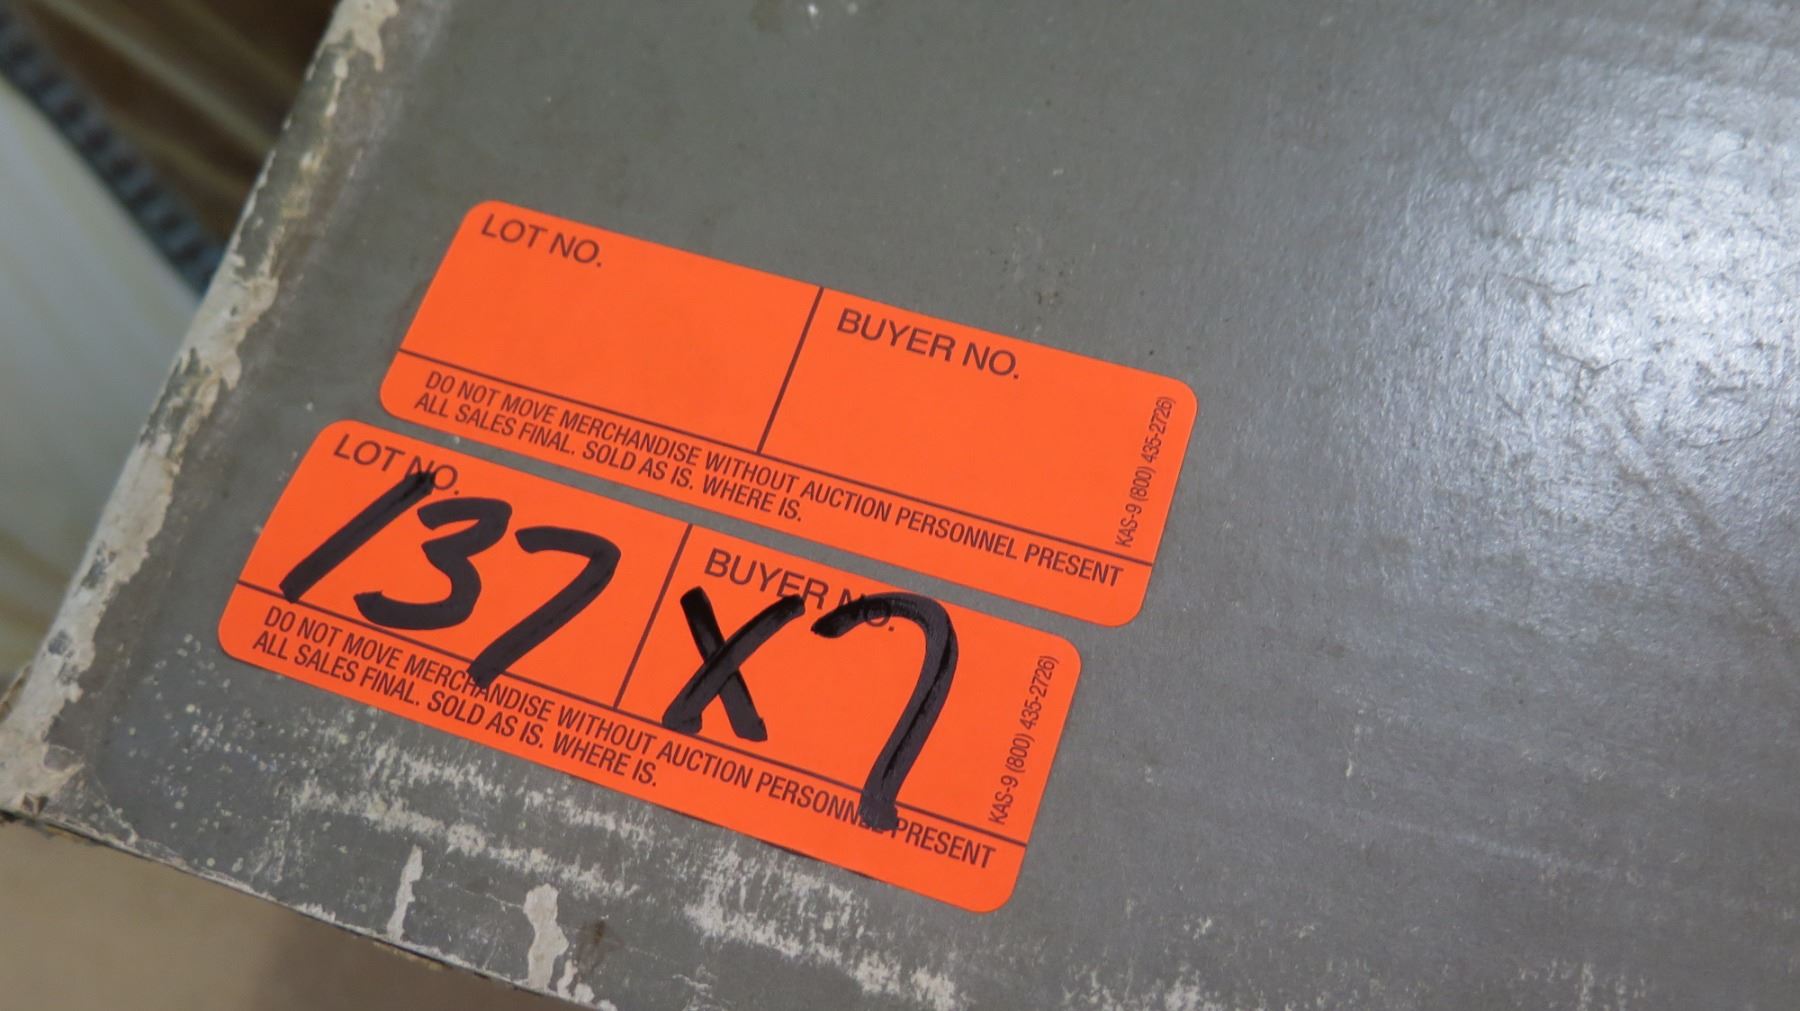 LOT NO.
BUYER NO.
DO NOT MOVE MERCHANDISE WITHOUT AUCTION PERSONNEL PRESENT
ALL SALES FINAL. SOLD AS IS. WHERE IS.
KAS-9 (800) 435-2726)
LOT NO.
137
BUYER NO.
X7
DO NOT MOVE MERCHANDISE WITHOUT AUCTION PERSONNEL PRESENT
ALL SALES FINAL. SOLD AS IS. WHERE IS.
KAS-9 (800) 435-2726)